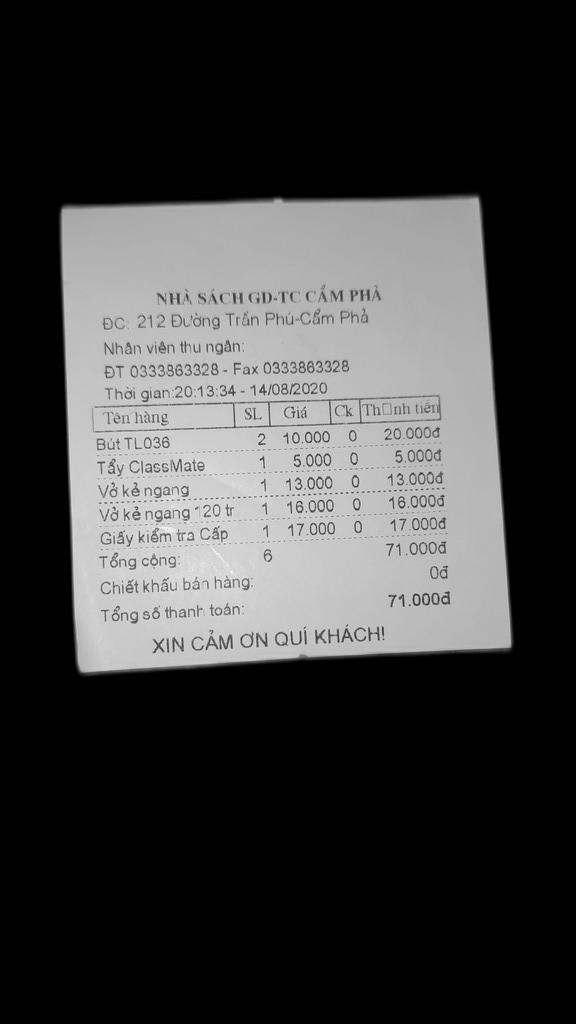 NHÀ SÁCH GD-TC CẨM PHẢ
ĐC: 212 Đường Trần Phú-Cẩm Phả
Nhân viên thu ngân:
ĐT 0333863328 - Fax 0333863328
Thời gian:20:13:34 - 14/08/2020
Tên hàng SL Giá Ck Th□nh tiền
Bút TL036 2 10.000 0 20.000đ
Tẩy ClassMate 1 5.000 0 5.000đ
Vở kẻ ngang 1 13.000 0 13.000đ
Vở kẻ ngang 120 tr 1 16.000 0 16.000đ
Giấy kiểm tra Cấp 1 17.000 0 17.000đ
Tổng cộng: 6 71.000đ
Chiết khấu bán hàng: 0đ
Tổng số thanh toán: 71.000đ
XIN CẢM ƠN QUÍ KHÁCH!